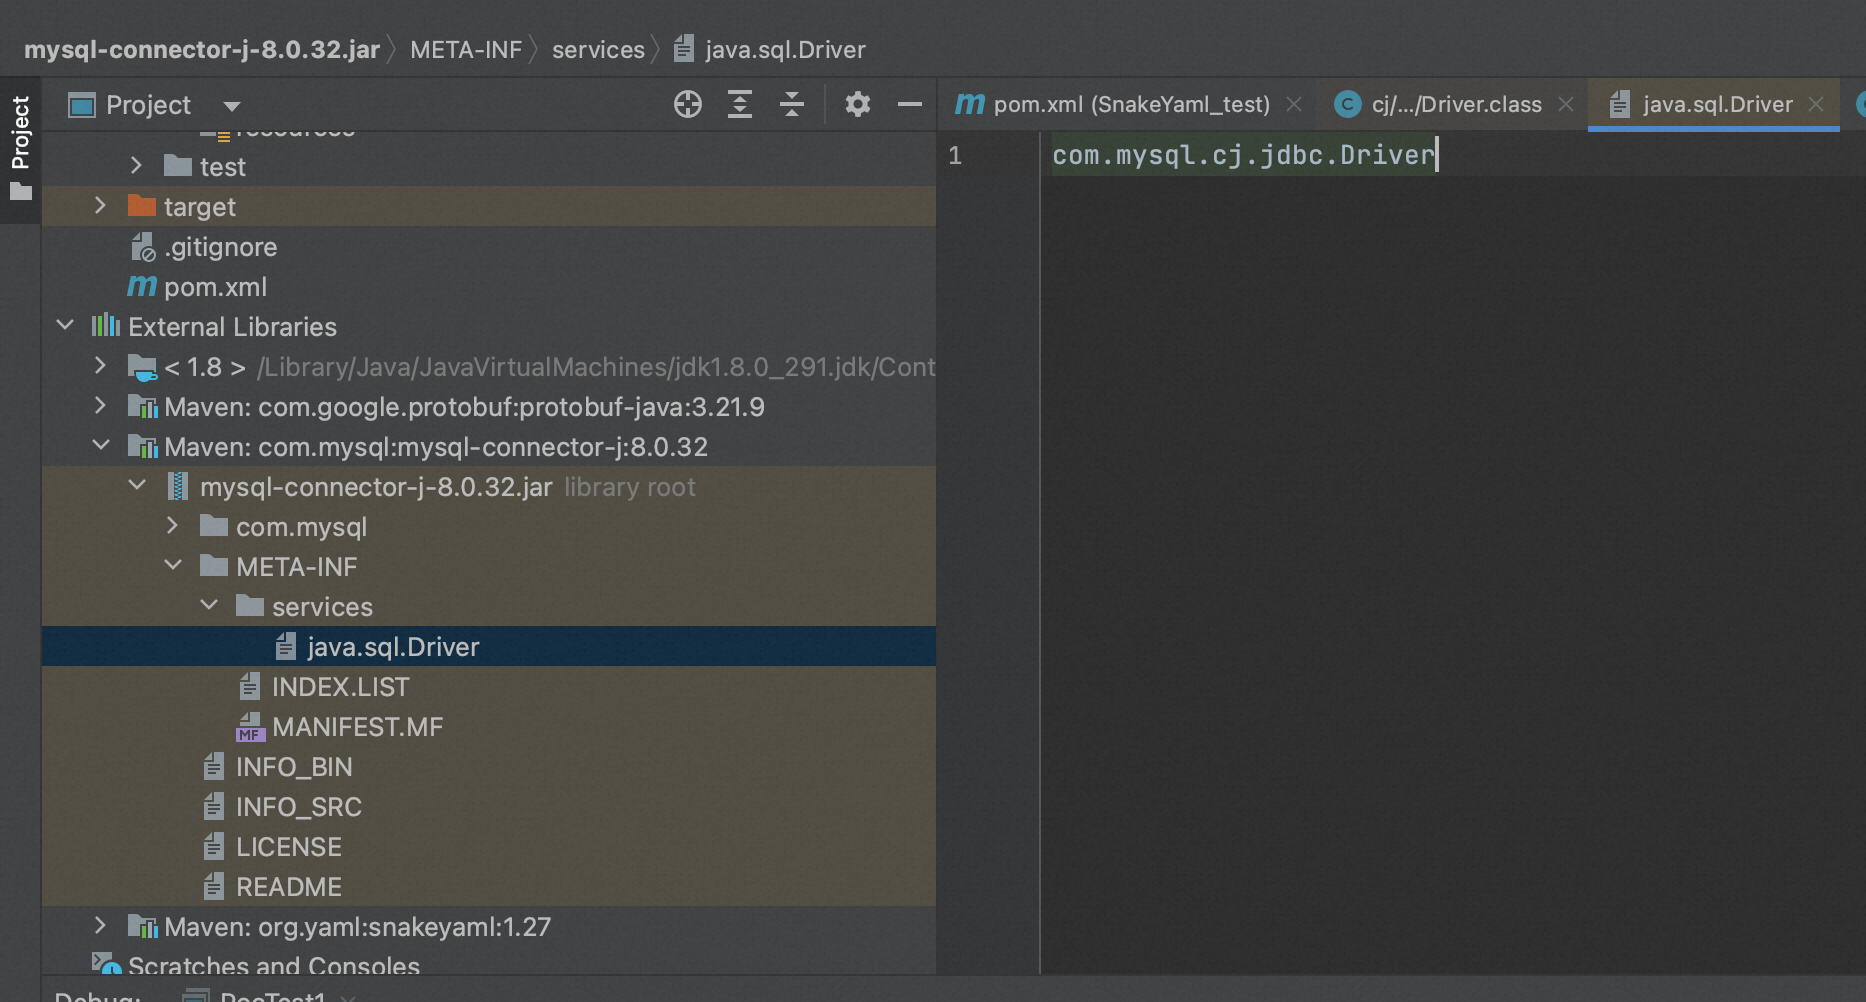 mysql-connector-j-8.0.32.jar META-INF services java.sql.Driver
Project
Project
pom.xml (SnakeYaml_test)
cj/.../Driver.class
java.sql.Driver
resources
test
target
.gitignore
pom.xml
External Libraries
< 1.8 > /Library/Java/JavaVirtualMachines/jdk1.8.0_291.jdk/Cont
Maven: com.google.protobuf:protobuf-java:3.21.9
Maven: com.mysql:mysql-connector-j:8.0.32
mysql-connector-j-8.0.32.jar library root
com.mysql
META-INF
services
java.sql.Driver
INDEX.LIST
MANIFEST.MF
INFO_BIN
INFO_SRC
LICENSE
README
Maven: org.yaml:snakeyaml:1.27
Scratches and Consoles
Debug:
1 com.mysql.cj.jdbc.Driver